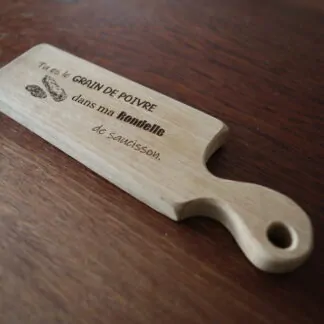 Tu es le GRAIN DE POIVRE
dans ma Rondelle
de saucisson.